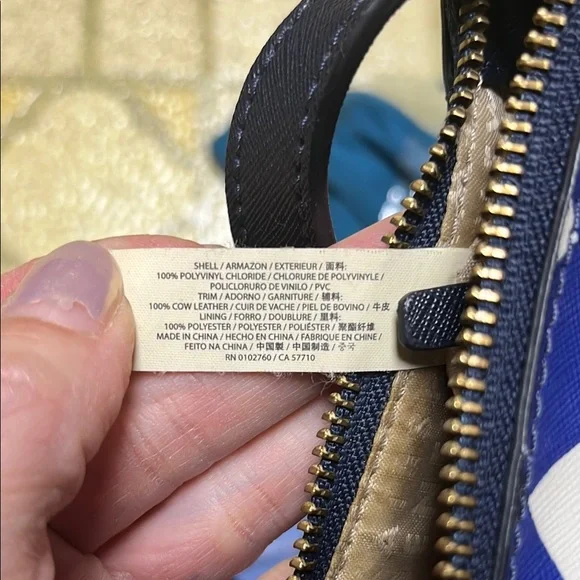 SHELL / ARMAZON / EXTERIEUR / 面料:
100% POLYVINYL CHLORIDE / CHLORURE DE POLYVINYLE /
POLICLORURO DE VINILO / PVC
TRIM / ADORNO / GARNITURE / 辅料:
100% COW LEATHER / CUIR DE VACHE / PIEL DE BOVINO / 牛皮
LINING / FORRO / DOUBLURE / 里料:
100% POLYESTER / POLYESTER / POLIÉSTER / 聚酯纤维
MADE IN CHINA / HECHO EN CHINA / FABRIQUE EN CHINE /
FEITO NA CHINA / 中国製 / 中国制造 / 중국
RN 0102760 / CA 57710